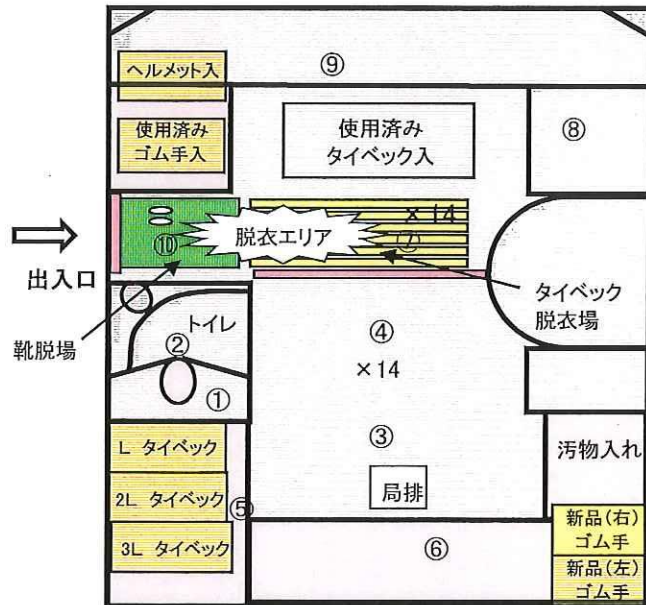 ⑨
ヘルメット入
使用済み
ゴム手入
使用済み
タイベック入
⑧
×14
脱衣エリア
⑩
⑦
出入口
タイベック
脱衣場
靴脱場
トイレ
②
④
×14
①
③
局排
L タイベック
2L タイベック
3L タイベック
⑤
⑥
汚物入れ
新品(右)
ゴム手
新品(左)
ゴム手